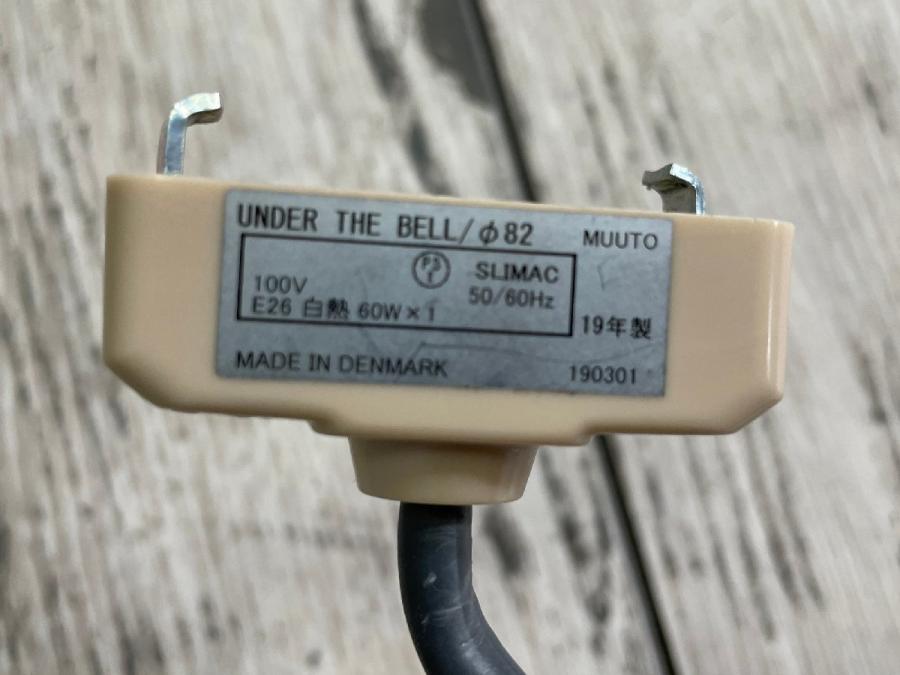 UNDER THE BELL/φ82 MUUTO
PS
E
SLIMAC
100V 50/60Hz
E26 白熱 60W×1
19年製
MADE IN DENMARK 190301